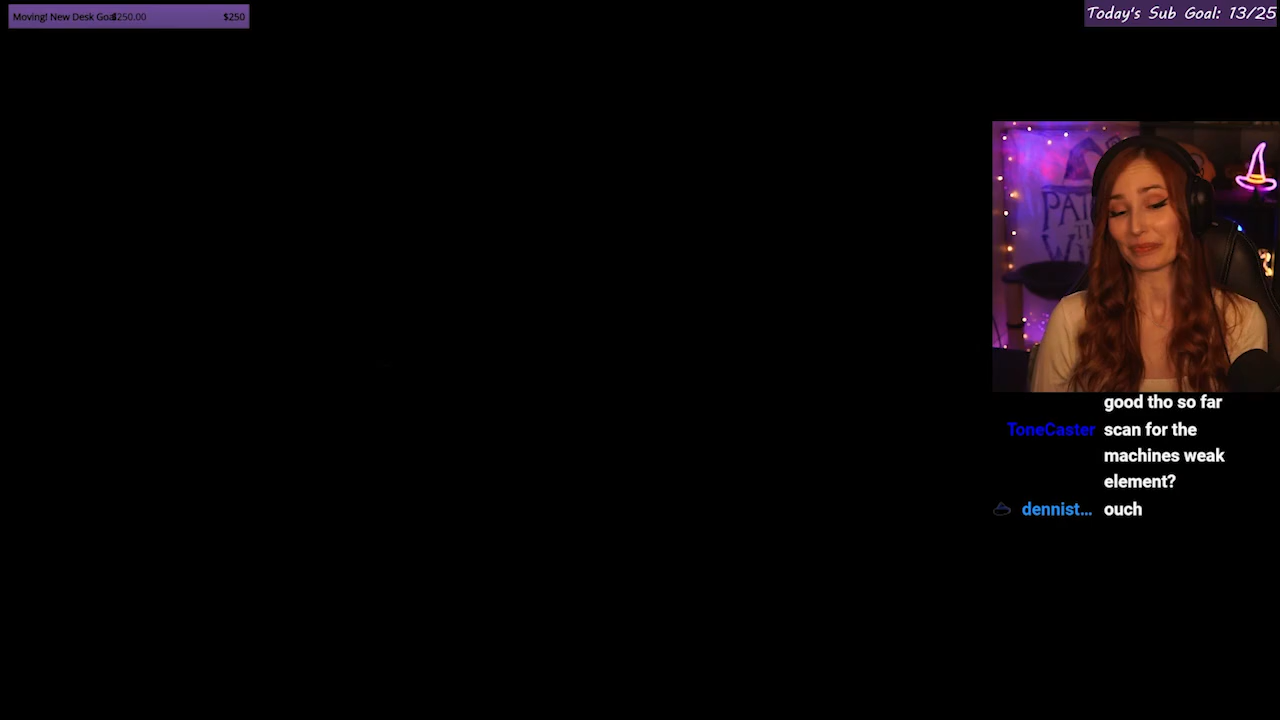 Moving! New Desk Goal
$250.00
$250
Today's Sub Goal: 13/25
good tho so far
ToneCaster scan for the
machines weak
element?
dennist... ouch